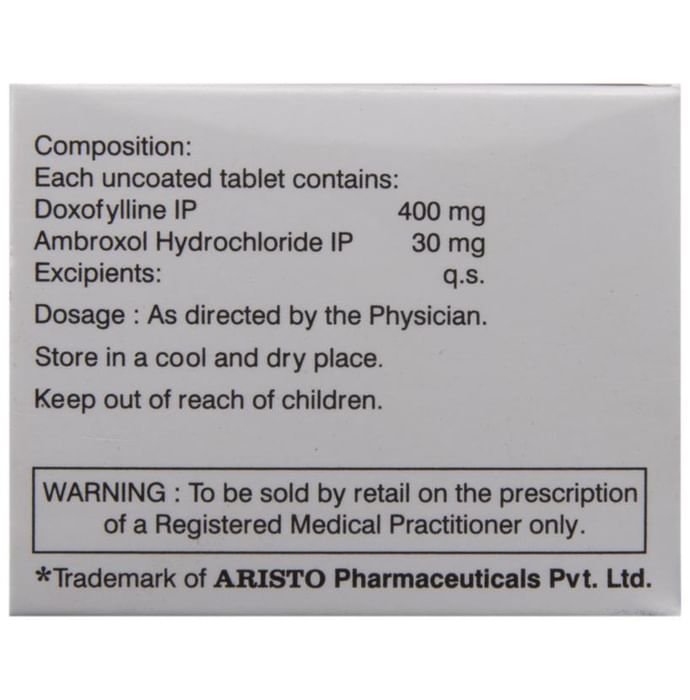 Composition:
Each uncoated tablet contains:
Doxofylline IP 400 mg
Ambroxol Hydrochloride IP 30 mg
Excipients: q.s.
Dosage : As directed by the Physician.
Store in a cool and dry place.
Keep out of reach of children.
WARNING : To be sold by retail on the prescription
of a Registered Medical Practitioner only.
*Trademark of ARISTO Pharmaceuticals Pvt. Ltd.